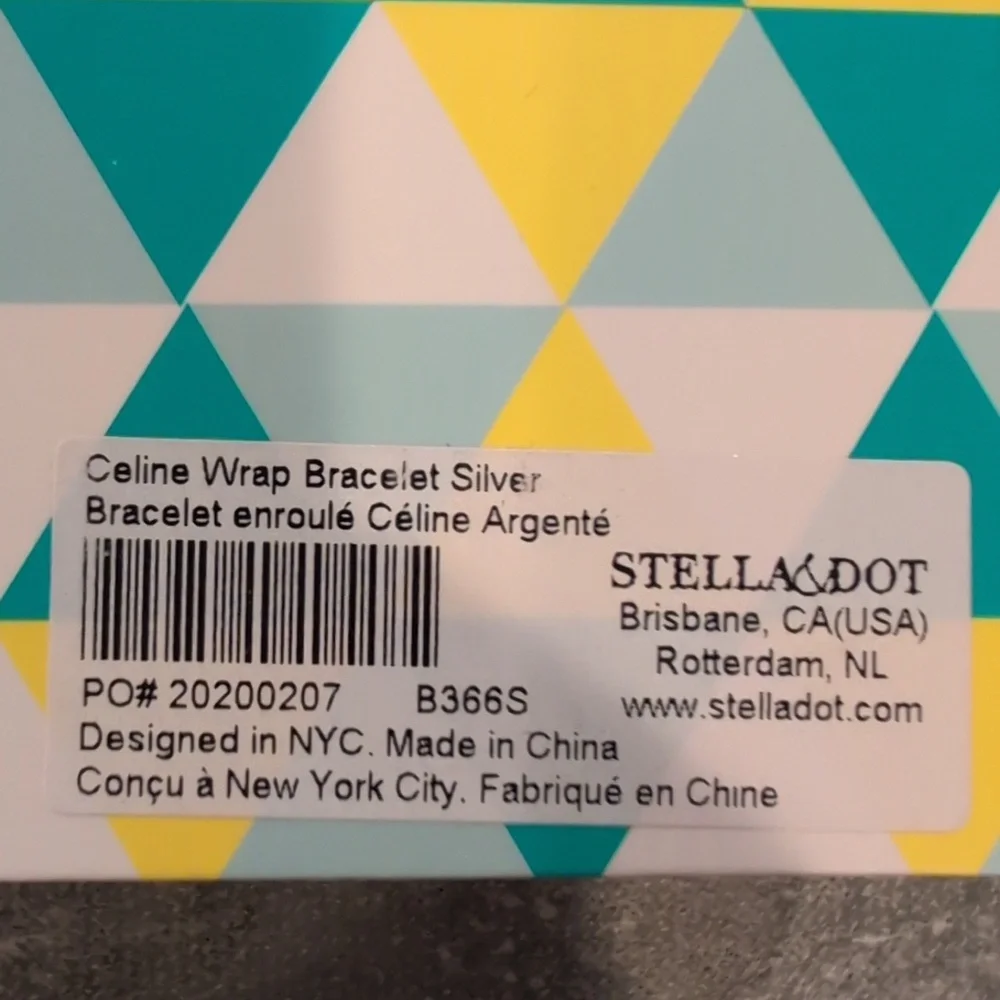 Celine Wrap Bracelet Silver
Bracelet enroulé Céline Argenté
STELLA&DOT
Brisbane, CA(USA)
Rotterdam, NL
www.stelladot.com
PO# 20200207 B366S
Designed in NYC. Made in China
Conçu à New York City. Fabriqué en Chine